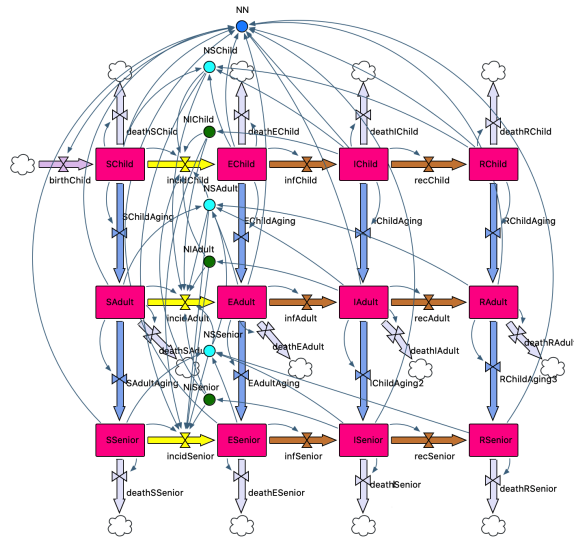 NN
NSChild
deathSChild
deathEChild
deathIChild
deathRChild
NIChild
birthChild
SChild
incidChild
EChild
infChild
IChild
recChild
RChild
NSAdult
SChildAging
EChildAging
IChildAging
RChildAging
NIAdult
SAdult
incidAdult
EAdult
infAdult
IAdult
recAdult
RAdult
NSSenior
deathSAdult
deathEAdult
deathIAdult
deathRAdult
SAdultAging
NISenior
EAdultAging
IChildAging2
RChildAging3
SSenior
incidSenior
ESenior
infSenior
ISenior
recSenior
RSenior
deathSSenior
deathESenior
deathISenior
deathRSenior